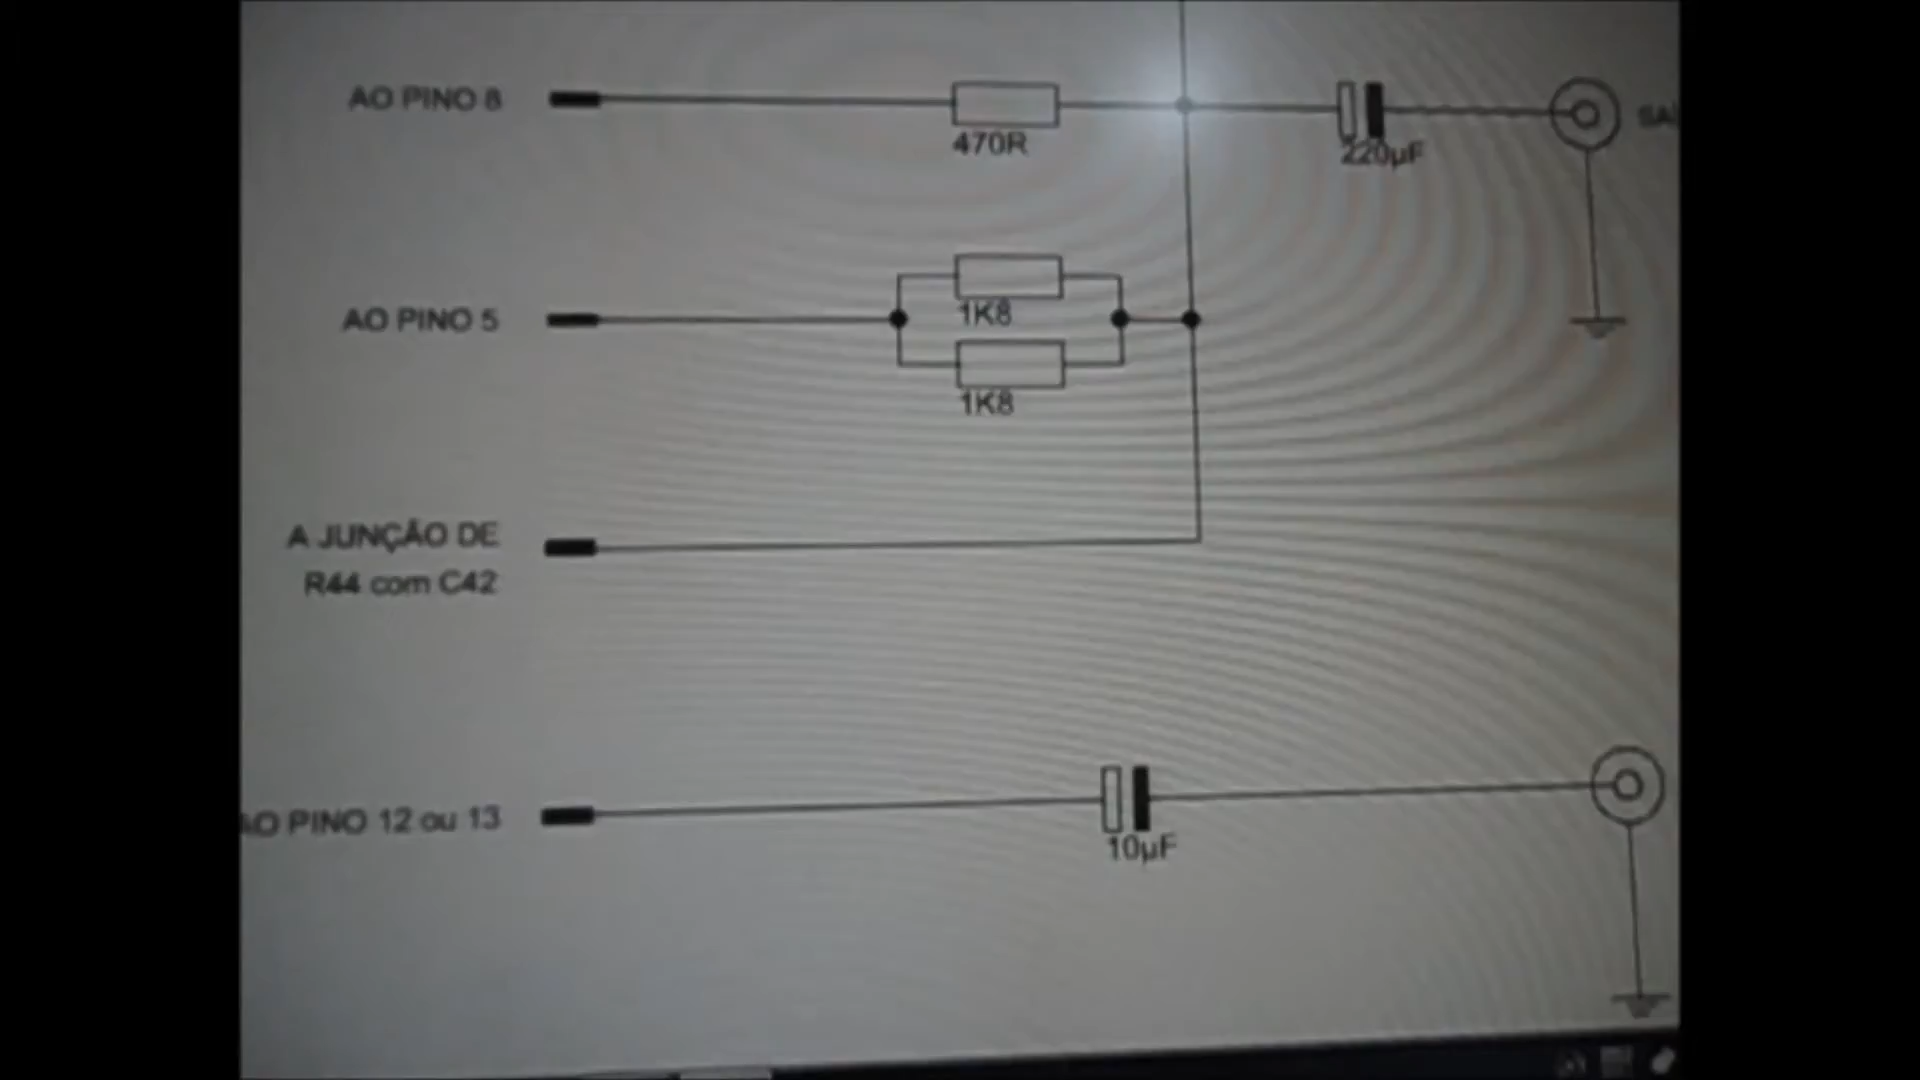 AO PINO 8
470R
220µF
AO PINO 5
1K8
1K8
A JUNÇÃO DE
R44 com C42
AO PINO 12 ou 13
10µF